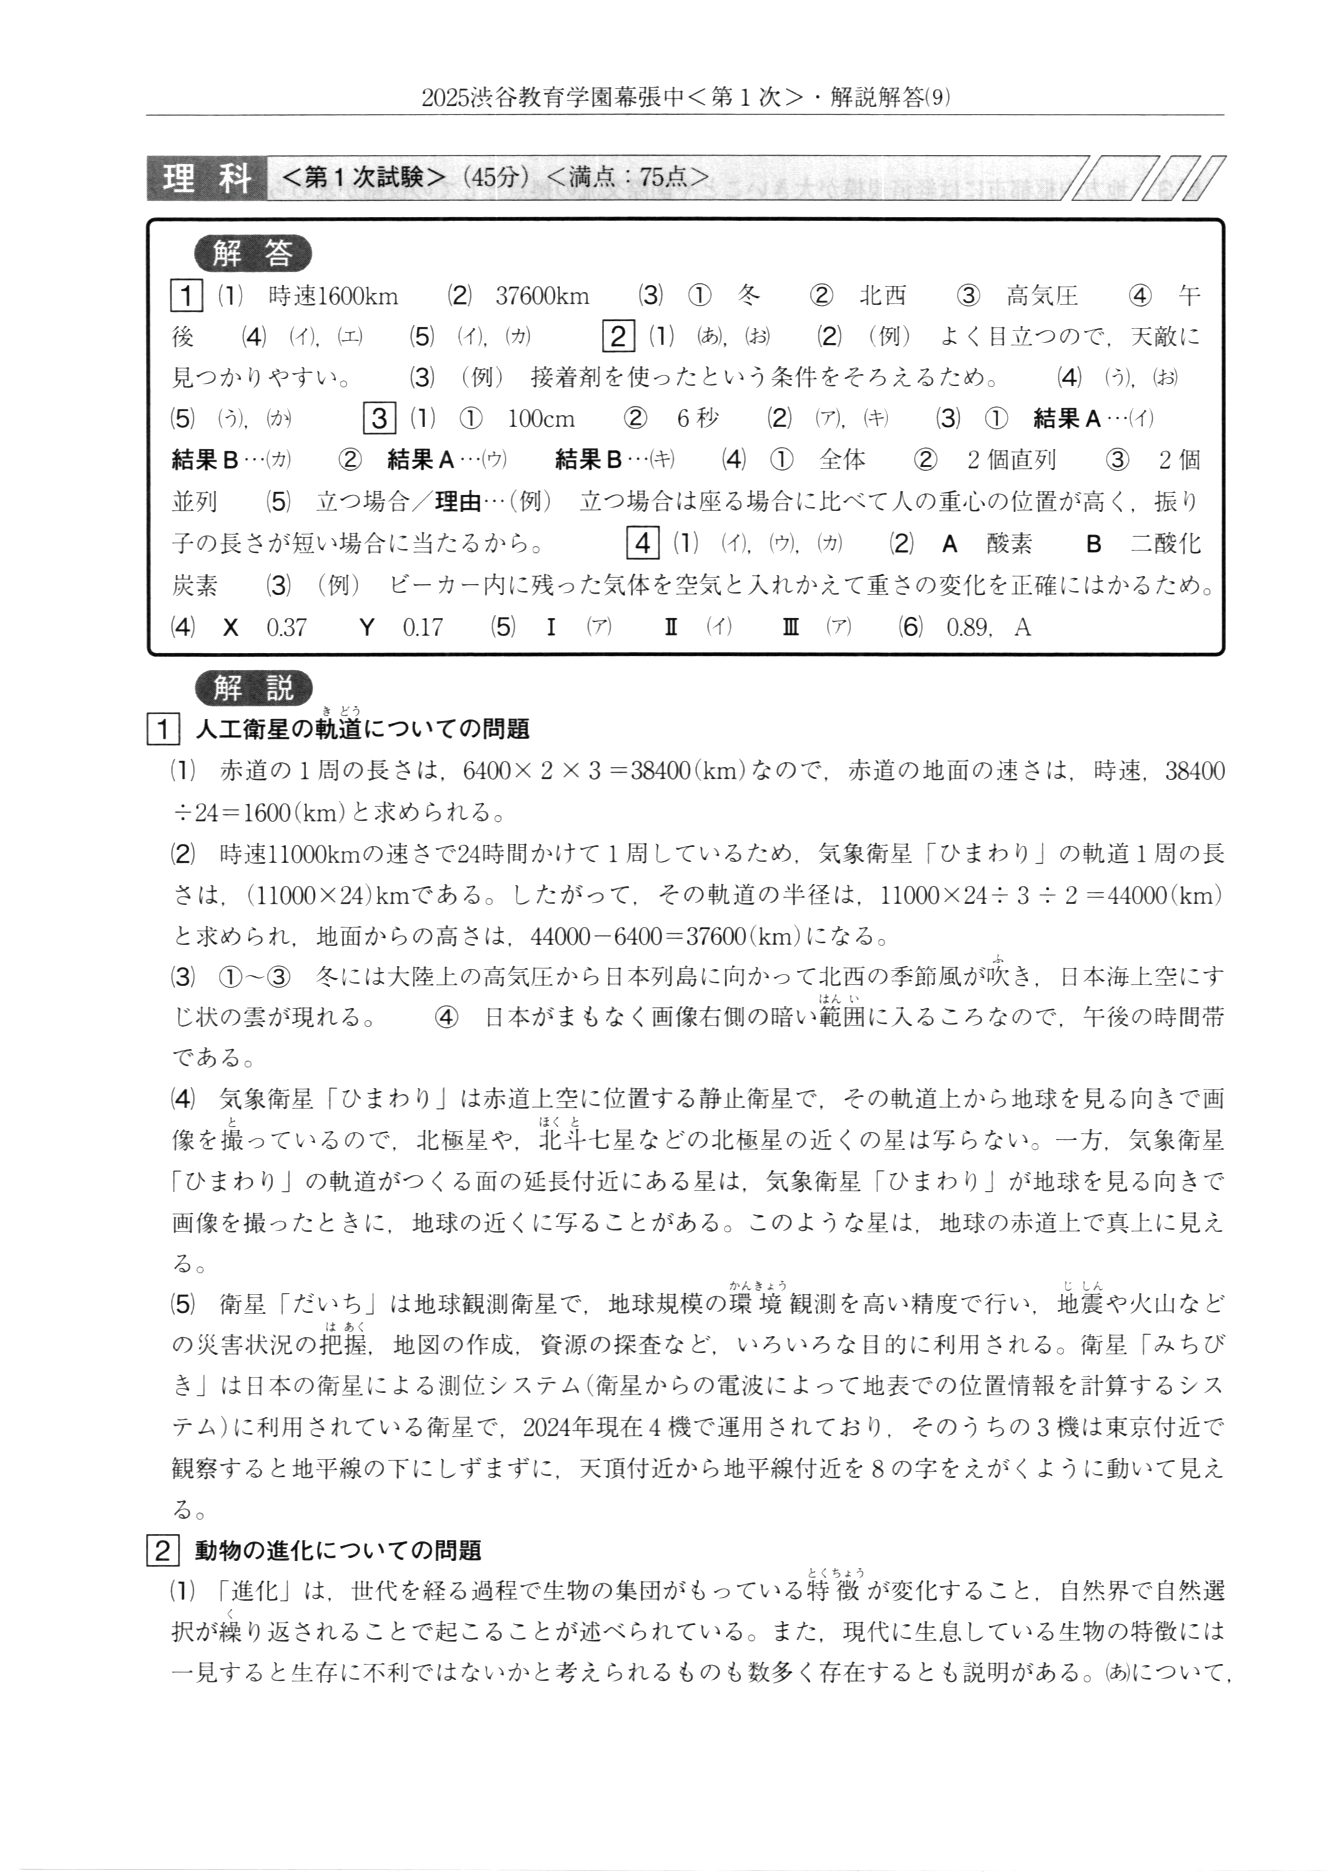 2025渋谷教育学園幕張中＜第１次＞・解説解答(9)
理科 ＜第１次試験＞（45分）＜満点：75点＞
解答
1 (1) 時速1600km (2) 37600km (3) ① 冬 ② 北西 ③ 高気圧 ④ 午
後 (4) (イ)，(エ) (5) (イ)，(カ) 2 (1) (あ)，(お) (2) （例） よく目立つので，天敵に
見つかりやすい。 (3) （例） 接着剤を使ったという条件をそろえるため。 (4) (う)，(お)
(5) (う)，(か) 3 (1) ① 100cm ② ６秒 (2) (ア)，(キ) (3) ① 結果Ａ…(イ)
結果Ｂ…(カ) ② 結果Ａ…(ウ) 結果Ｂ…(キ) (4) ① 全体 ② ２個直列 ③ ２個
並列 (5) 立つ場合／理由…（例） 立つ場合は座る場合に比べて人の重心の位置が高く，振り
子の長さが短い場合に当たるから。 4 (1) (イ)，(ウ)，(カ) (2) A 酸素 B 二酸化
炭素 (3) （例） ビーカー内に残った気体を空気と入れかえて重さの変化を正確にはかるため。
(4) X 0.37 Y 0.17 (5) Ⅰ (ア) Ⅱ (イ) Ⅲ (ア) (6) 0.89，A
解説
1 人工衛星の軌道についての問題
(1) 赤道の１周の長さは，6400×２×３＝38400(km)なので，赤道の地面の速さは，時速，38400
÷24＝1600(km)と求められる。
(2) 時速11000kmの速さで24時間かけて１周しているため，気象衛星「ひまわり」の軌道１周の長
さは，(11000×24)kmである。したがって，その軌道の半径は，11000×24÷３÷２＝44000(km)
と求められ，地面からの高さは，44000－6400＝37600(km)になる。
(3) ①～③ 冬には大陸上の高気圧から日本列島に向かって北西の季節風が吹き，日本海上空にす
じ状の雲が現れる。 ④ 日本がまもなく画像右側の暗い範囲に入るころなので，午後の時間帯
である。
(4) 気象衛星「ひまわり」は赤道上空に位置する静止衛星で，その軌道上から地球を見る向きで画
像を撮っているので，北極星や，北斗七星などの北極星の近くの星は写らない。一方，気象衛星
「ひまわり」の軌道がつくる面の延長付近にある星は，気象衛星「ひまわり」が地球を見る向きで
画像を撮ったときに，地球の近くに写ることがある。このような星は，地球の赤道上で真上に見え
る。
(5) 衛星「だいち」は地球観測衛星で，地球規模の環境観測を高い精度で行い，地震や火山など
の災害状況の把握，地図の作成，資源の探査など，いろいろな目的に利用される。衛星「みちび
き」は日本の衛星による測位システム(衛星からの電波によって地表での位置情報を計算するシス
テム)に利用されている衛星で，2024年現在４機で運用されており，そのうちの３機は東京付近で
観察すると地平線の下にしずまずに，天頂付近から地平線付近を８の字をえがくように動いて見え
る。
2 動物の進化についての問題
(1) 「進化」は，世代を経る過程で生物の集団がもっている特徴が変化すること，自然界で自然選
択が繰り返されることで起こることが述べられている。また，現代に生息している生物の特徴には
一見すると生存に不利ではないかと考えられるものも数多く存在するとも説明がある。(あ)について，